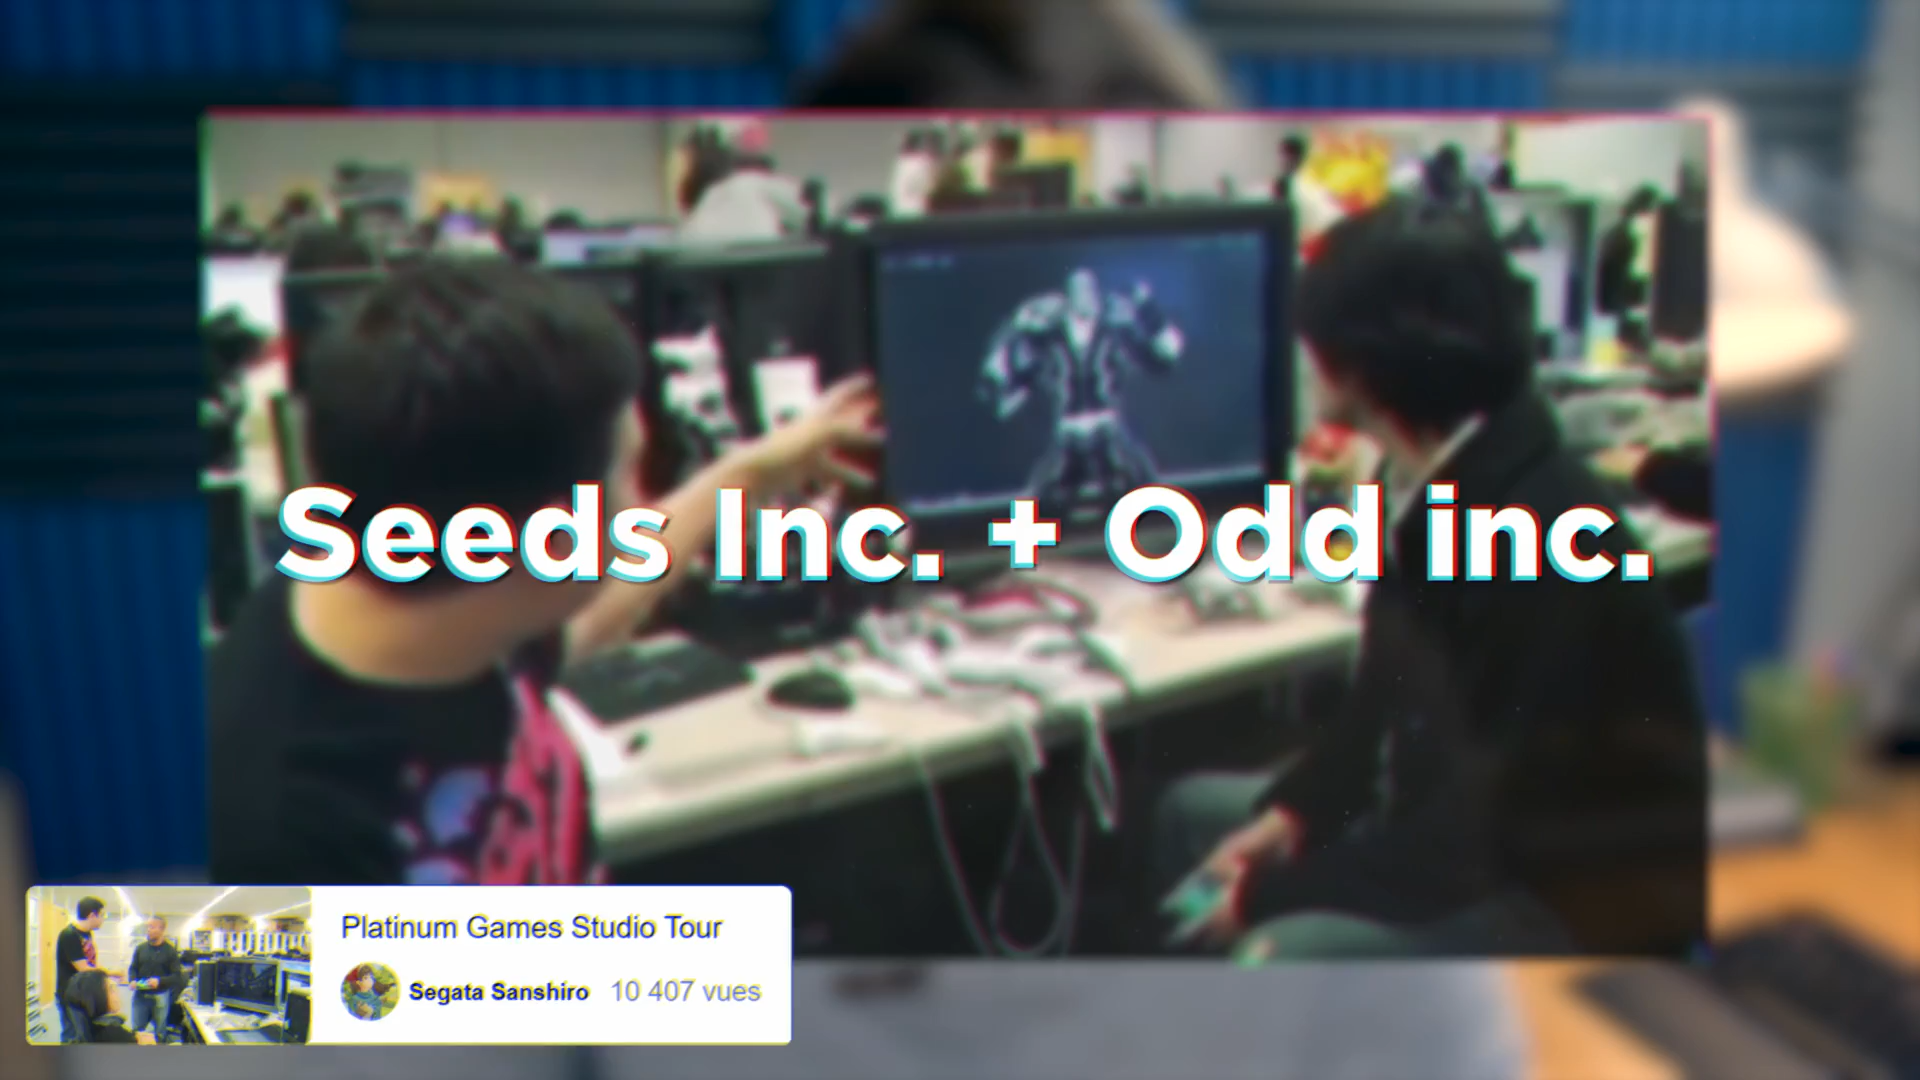 Seeds Inc. + Odd inc.
Platinum Games Studio Tour
Segata Sanshiro 10 407 vues